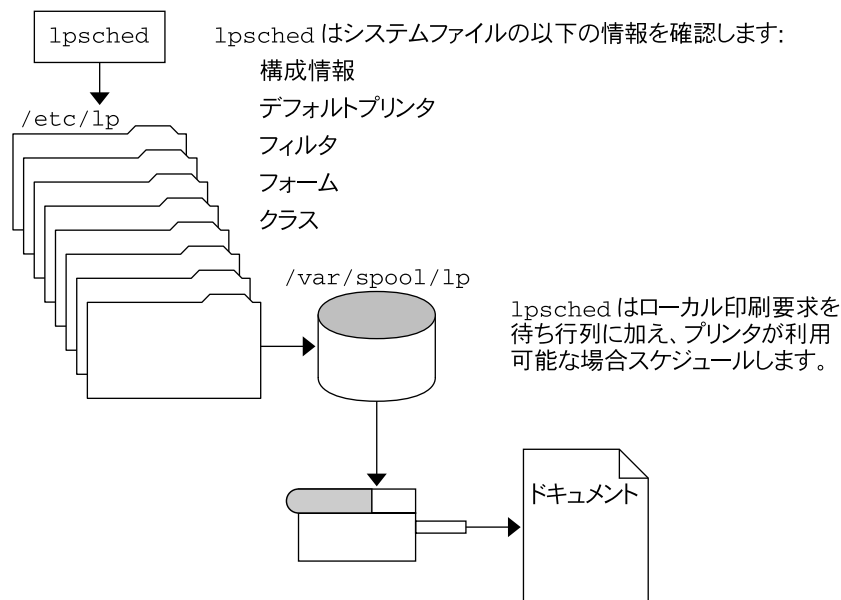 lpsched
lpsched はシステムファイルの以下の情報を確認します:
構成情報
デフォルトプリンタ
フィルタ
フォーム
クラス
/etc/lp
/var/spool/lp
lpsched はローカル印刷要求を
待ち行列に加え、プリンタが利用
可能な場合スケジュールします。
ドキュメント